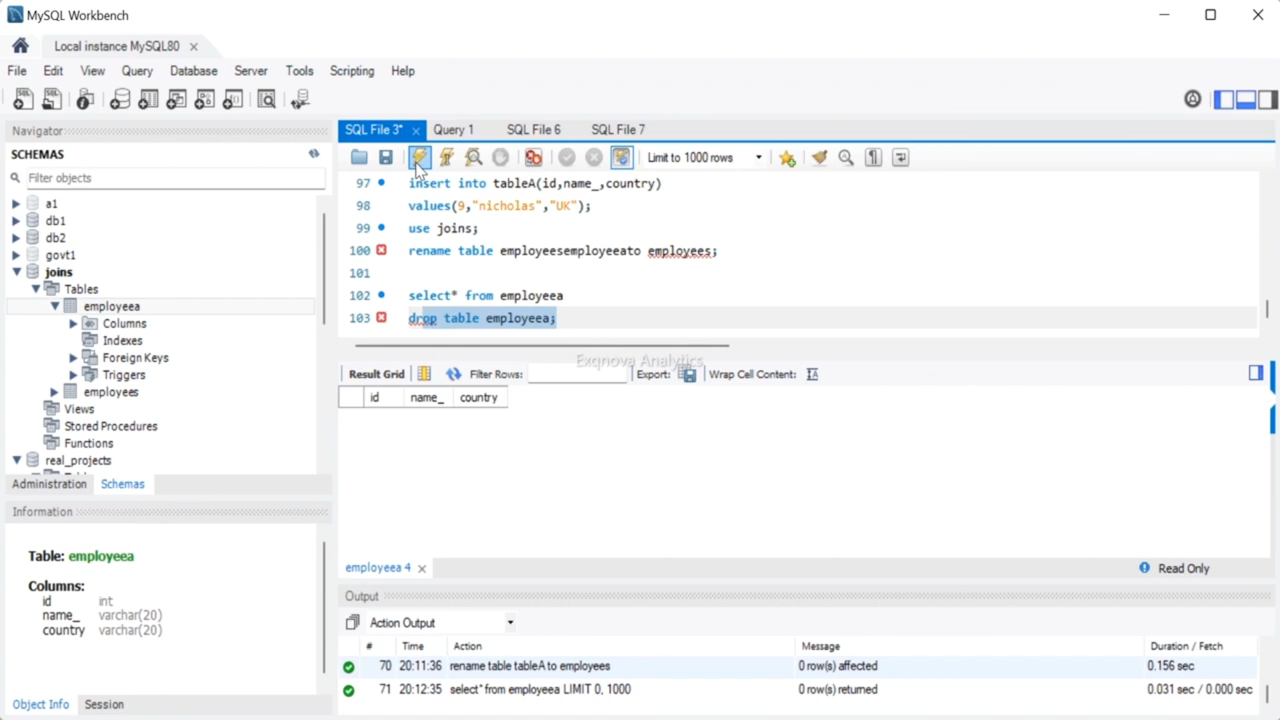 MySQL Workbench
Local instance MySQL80
File Edit View Query Database Server Tools Scripting Help
Navigator
SCHEMAS
Filter objects
a1
db1
db2
govt1
joins
Tables
employeea
Columns
Indexes
Foreign Keys
Triggers
employees
Views
Stored Procedures
Functions
real_projects
Administration Schemas
Information
Table: employeea
Columns:
id int
name_ varchar(20)
country varchar(20)
Object Info Session
SQL File 3* Query 1 SQL File 6 SQL File 7
Limit to 1000 rows
97 insert into tableA(id,name_,country)
98 values(9,"nicholas","UK");
99 use joins;
100 rename table employeesemployeeato employees;
101
102 select* from employeea
103 drop table employeea;
Exqnova Analytics
Result Grid Filter Rows: Export: Wrap Cell Content:
id name_ country
employeea 4 Read Only
Output
Action Output
# Time Action Message Duration / Fetch
70 20:11:36 rename table tableA to employees 0 row(s) affected 0.156 sec
71 20:12:35 select* from employeea LIMIT 0, 1000 0 row(s) returned 0.031 sec / 0.000 sec